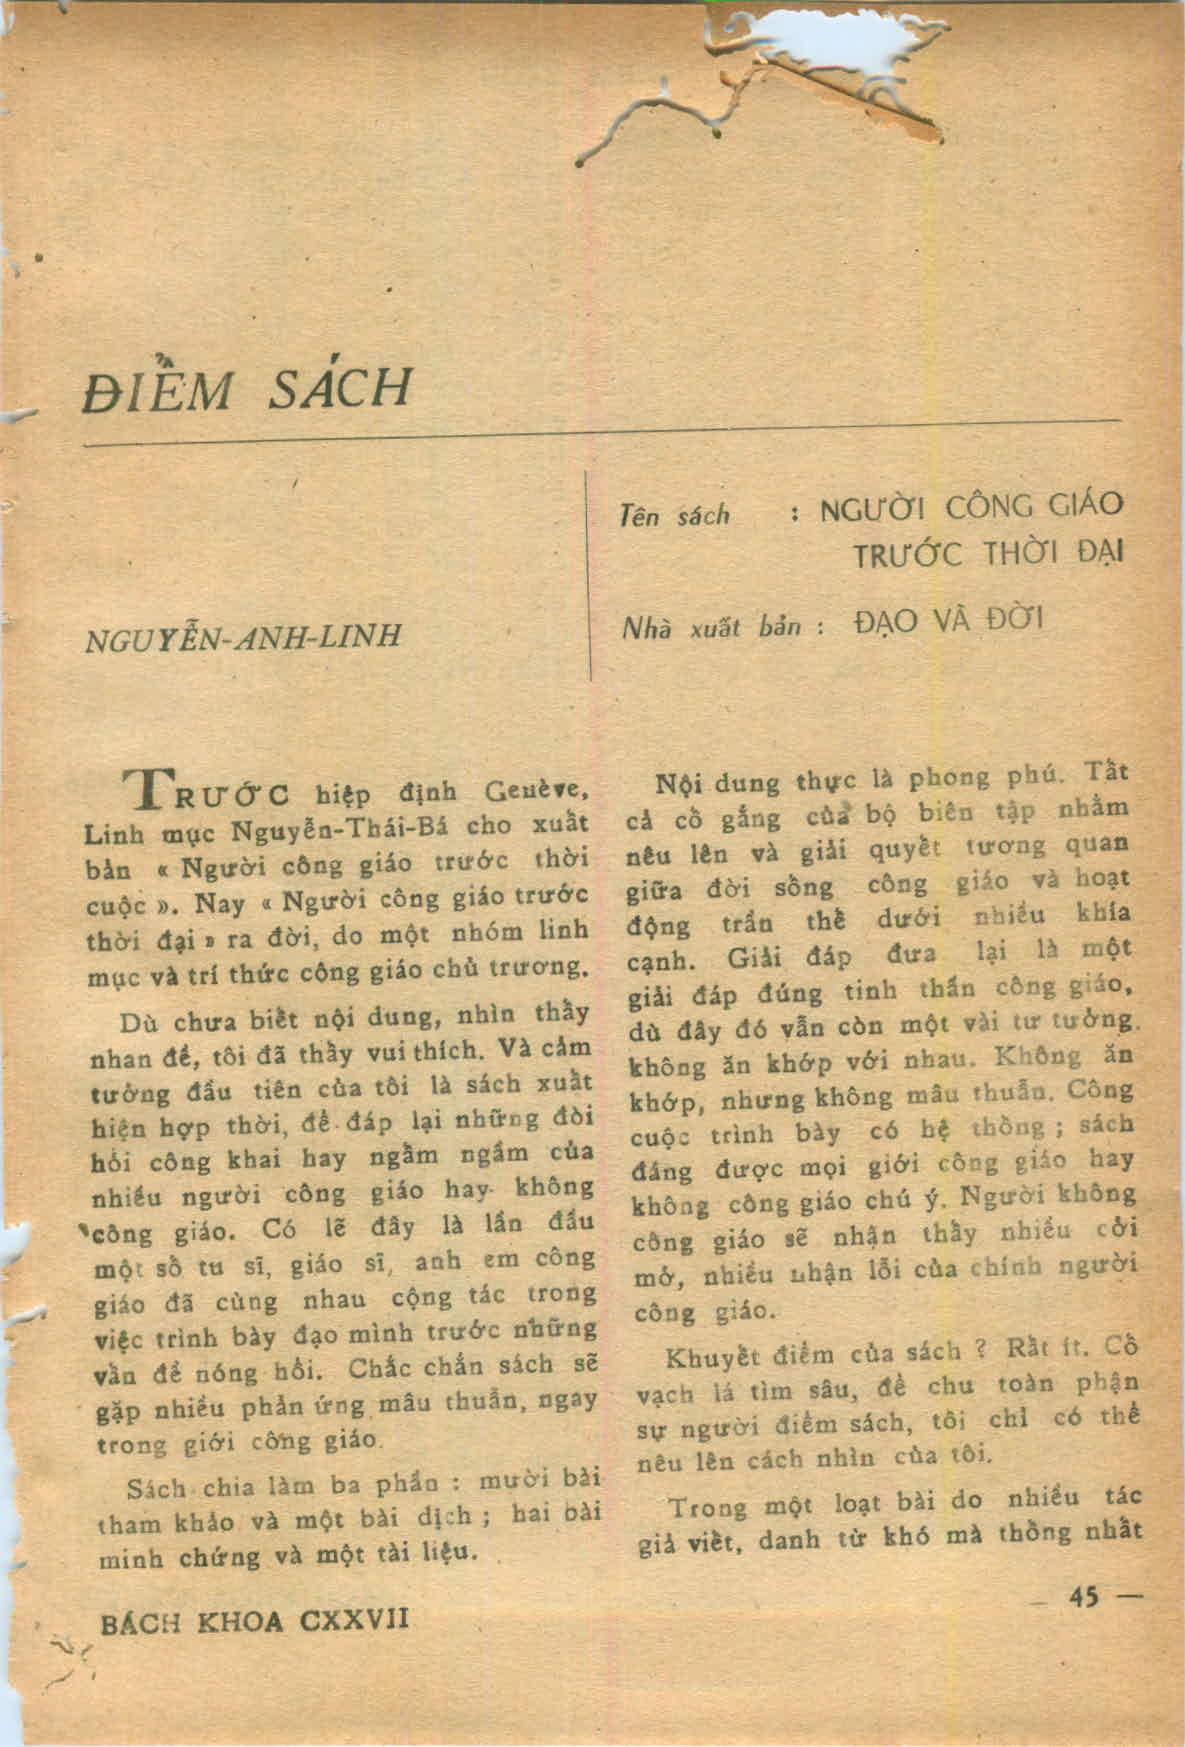 ĐIỂM SÁCH
NGUYỄN-ANH-LINH
Tên sách : NGƯỜI CÔNG GIÁO
TRƯỚC THỜI ĐẠI
Nhà xuất bản : ĐẠO VÀ ĐỜI
TRƯỚC hiệp định Genève,
Linh mục Nguyễn-Thái-Bá cho xuất
bản « Người công giáo trước thời
cuộc ». Nay « Người công giáo trước
thời đại » ra đời, do một nhóm linh
mục và trí thức công giáo chủ trương.
Dù chưa biết nội dung, nhìn thấy
nhan đề, tôi đã thấy vui thích. Và cảm
tưởng đầu tiên của tôi là sách xuất
hiện hợp thời, để đáp lại những đòi
hỏi công khai hay ngấm ngầm của
nhiều người công giáo hay không
công giáo. Có lẽ đây là lần đầu
một số tu sĩ, giáo sĩ, anh em công
giáo đã cùng nhau cộng tác trong
việc trình bày đạo mình trước những
vấn đề nóng hổi. Chắc chắn sách sẽ
gặp nhiều phản ứng mâu thuẫn, ngay
trong giới công giáo.
Sách chia làm ba phần : mười bài
tham khảo và một bài dịch ; hai bài
minh chứng và một tài liệu.
Nội dung thực là phong phú. Tất
cả cố gắng của bộ biên tập nhằm
nêu lên và giải quyết tương quan
giữa đời sống công giáo và hoạt
động trần thế dưới nhiều khía
cạnh. Giải đáp đưa lại là một
giải đáp đúng tinh thần công giáo,
dù đây đó vẫn còn một vài tư tưởng
không ăn khớp với nhau. Không ăn
khớp, nhưng không mâu thuẫn. Công
cuộc trình bày có hệ thống ; sách
đáng được mọi giới công giáo hay
không công giáo chú ý. Người không
công giáo sẽ nhận thấy nhiều cởi
mở, nhiều nhận lỗi của chính người
công giáo.
Khuyết điểm của sách ? Rất ít. Cố
vạch lá tìm sâu, để chu toàn phận
sự người điểm sách, tôi chỉ có thể
nêu lên cách nhìn của tôi.
Trong một loạt bài do nhiều tác
giả viết, danh từ khó mà thống nhất
BÁCH KHOA CXXVII
45 —